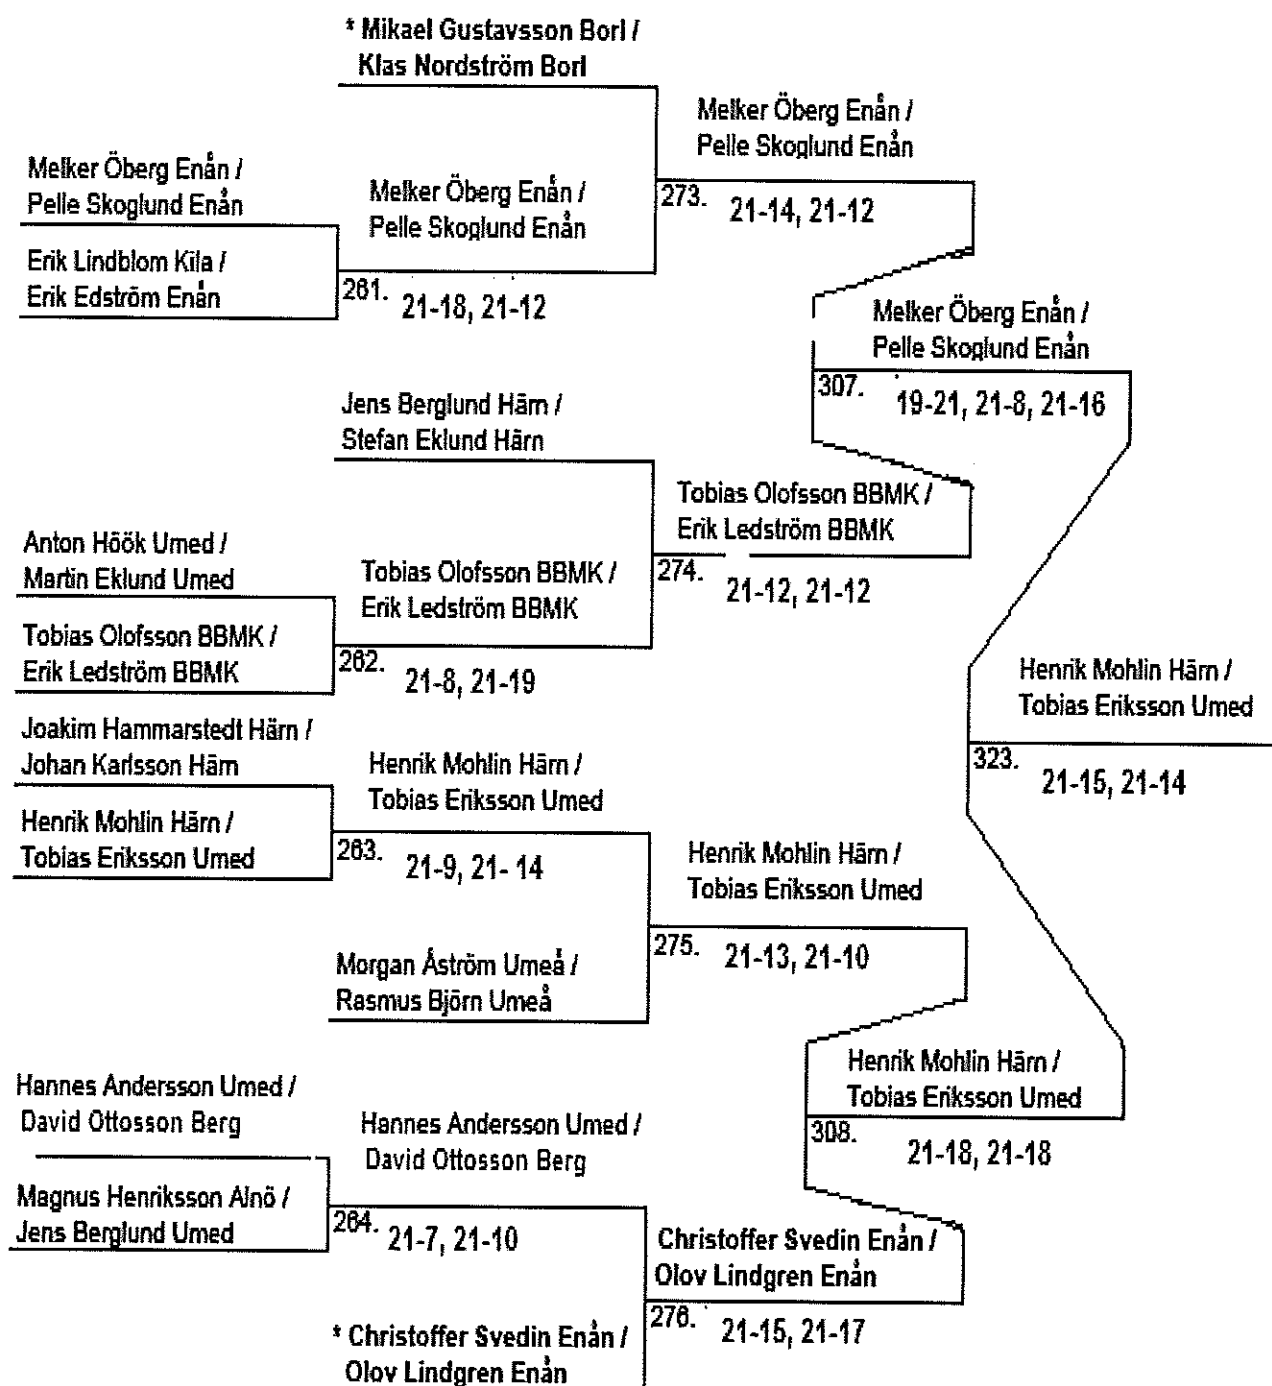 * Mikael Gustavsson Borl /
Klas Nordström Borl
Melker Öberg Enån /
Pelle Skoglund Enån
Melker Öberg Enån /
Pelle Skoglund Enån
Melker Öberg Enån /
Pelle Skoglund Enån
273. 21-14, 21-12
Erik Lindblom Kila /
Erik Edström Enån
261. 21-18, 21-12
Melker Öberg Enån /
Pelle Skoglund Enån
307. 19-21, 21-8, 21-16
Jens Berglund Härn /
Stefan Eklund Härn
Tobias Olofsson BBMK /
Erik Ledström BBMK
274. 21-12, 21-12
Anton Höök Umed /
Martin Eklund Umed
Tobias Olofsson BBMK /
Erik Ledström BBMK
Tobias Olofsson BBMK /
Erik Ledström BBMK
262. 21-8, 21-19
Henrik Mohlin Härn /
Tobias Eriksson Umed
323. 21-15, 21-14
Joakim Hammarstedt Härn /
Johan Karlsson Härn
Henrik Mohlin Härn /
Tobias Eriksson Umed
Henrik Mohlin Härn /
Tobias Eriksson Umed
263. 21-9, 21- 14
Henrik Mohlin Härn /
Tobias Eriksson Umed
275. 21-13, 21-10
Morgan Åström Umeå /
Rasmus Björn Umeå
Henrik Mohlin Härn /
Tobias Eriksson Umed
308. 21-18, 21-18
Hannes Andersson Umed /
David Ottosson Berg
Hannes Andersson Umed /
David Ottosson Berg
Magnus Henriksson Alnö /
Jens Berglund Umed
264. 21-7, 21-10
Christoffer Svedin Enån /
Olov Lindgren Enån
276. 21-15, 21-17
* Christoffer Svedin Enån /
Olov Lindgren Enån